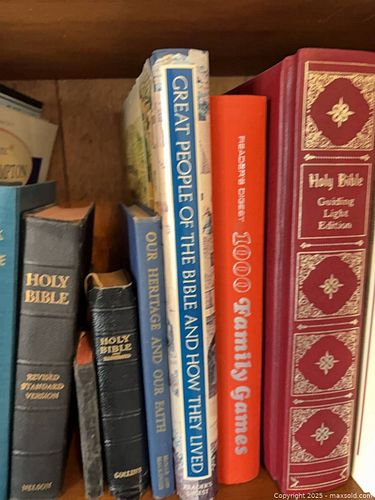 HOLY
BIBLE
REVISED
STANDARD
VERSION
NELSON
HOLY
BIBLE
COLLINS
OUR HERITAGE AND OUR FAITH
GREAT PEOPLE OF THE BIBLE AND HOW THEY LIVED
READER'S
DIGEST
READER'S DIGEST
1000 Family Games
Holy Bible
Guiding
Light
Edition
Copyright © 2025 - maxsold.com